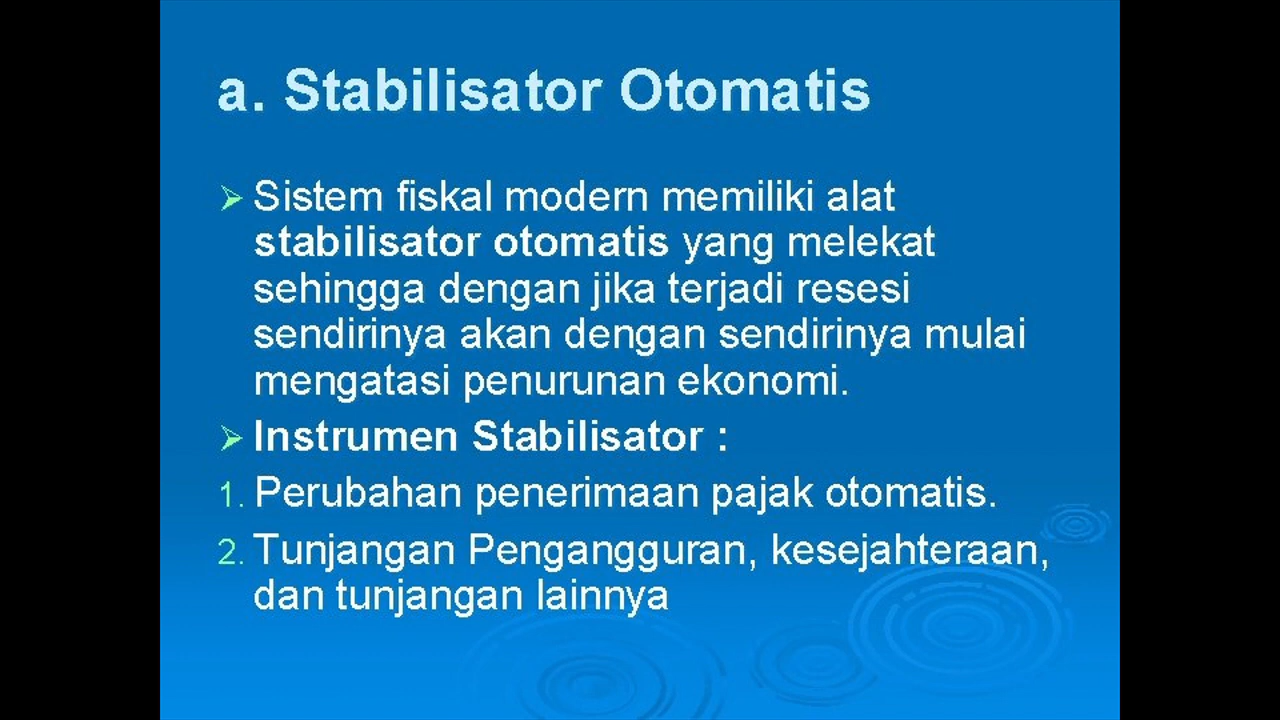 a. Stabilisator Otomatis
➢ Sistem fiskal modern memiliki alat
stabilisator otomatis yang melekat
sehingga dengan jika terjadi resesi
sendirinya akan dengan sendirinya mulai
mengatasi penurunan ekonomi.
➢ Instrumen Stabilisator :
1. Perubahan penerimaan pajak otomatis.
2. Tunjangan Pengangguran, kesejahteraan,
dan tunjangan lainnya